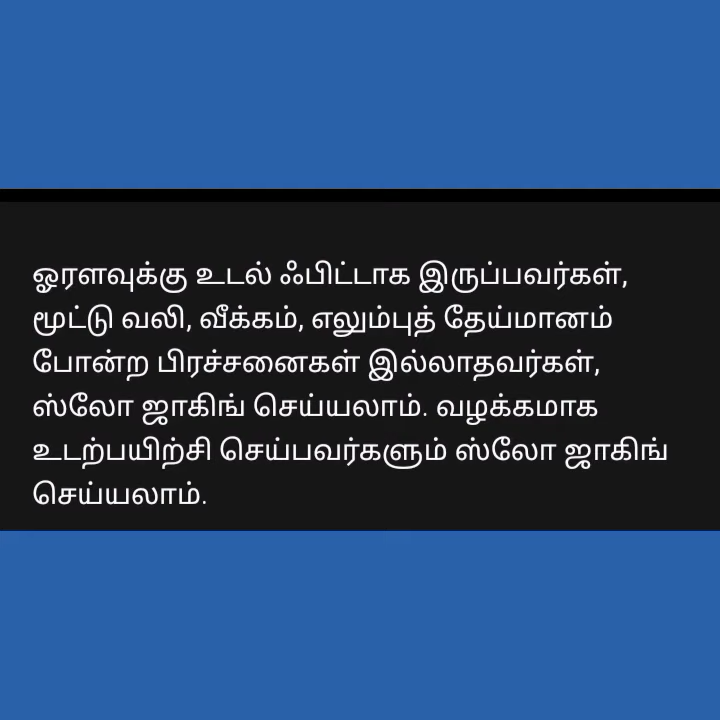 ஓரளவுக்கு உடல் ஃபிட்டாக இருப்பவர்கள்,
மூட்டு வலி, வீக்கம், எலும்புத் தேய்மானம்
போன்ற பிரச்சனைகள் இல்லாதவர்கள்,
ஸ்லோ ஜாகிங் செய்யலாம். வழக்கமாக
உடற்பயிற்சி செய்பவர்களும் ஸ்லோ ஜாகிங்
செய்யலாம்.